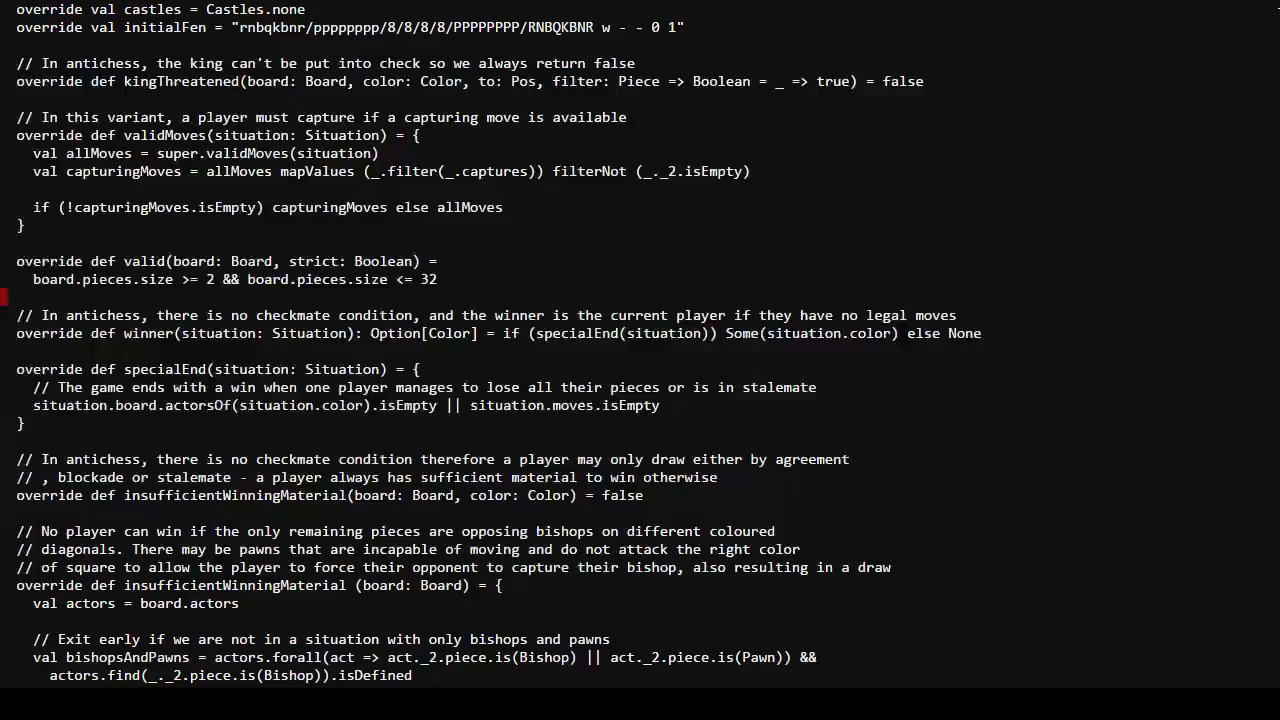 override val castles = Castles.none
override val initialFen = "rnbqkbnr/pppppppp/8/8/8/8/PPPPPPPP/RNBQKBNR w - - 0 1"
// In antichess, the king can't be put into check so we always return false
override def kingThreatened(board: Board, color: Color, to: Pos, filter: Piece => Boolean = _ => true) = false
// In this variant, a player must capture if a capturing move is available
override def validMoves(situation: Situation) = {
val allMoves = super.validMoves(situation)
val capturingMoves = allMoves mapValues (_.filter(_.captures)) filterNot (_._2.isEmpty)
if (!capturingMoves.isEmpty) capturingMoves else allMoves
}
override def valid(board: Board, strict: Boolean) =
board.pieces.size >= 2 && board.pieces.size <= 32
// In antichess, there is no checkmate condition, and the winner is the current player if they have no legal moves
override def winner(situation: Situation): Option[Color] = if (specialEnd(situation)) Some(situation.color) else None
override def specialEnd(situation: Situation) = {
// The game ends with a win when one player manages to lose all their pieces or is in stalemate
situation.board.actorsOf(situation.color).isEmpty || situation.moves.isEmpty
}
// In antichess, there is no checkmate condition therefore a player may only draw either by agreement
// , blockade or stalemate - a player always has sufficient material to win otherwise
override def insufficientWinningMaterial(board: Board, color: Color) = false
// No player can win if the only remaining pieces are opposing bishops on different coloured
// diagonals. There may be pawns that are incapable of moving and do not attack the right color
// of square to allow the player to force their opponent to capture their bishop, also resulting in a draw
override def insufficientWinningMaterial (board: Board) = {
val actors = board.actors
// Exit early if we are not in a situation with only bishops and pawns
val bishopsAndPawns = actors.forall(act => act._2.piece.is(Bishop) || act._2.piece.is(Pawn)) &&
actors.find(_._2.piece.is(Bishop)).isDefined